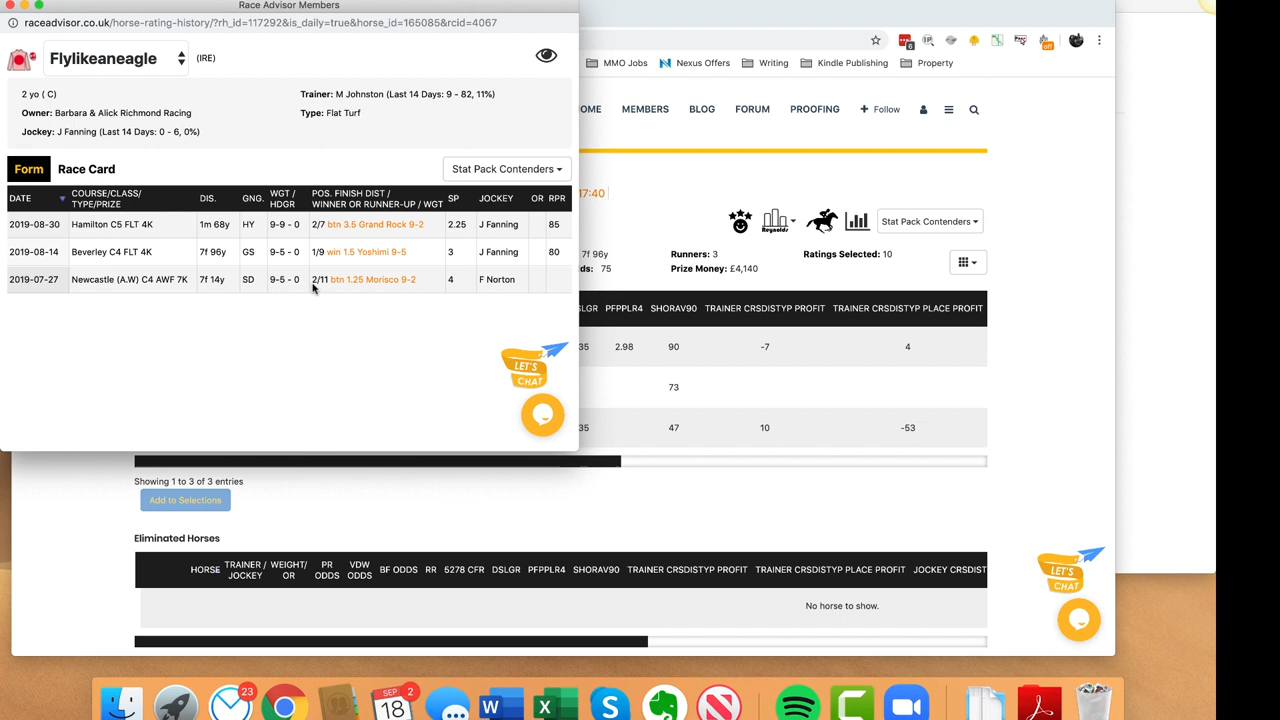 Race Advisor Members
raceadvisor.co.uk/horse-rating-history/?rh_id=117292&is_daily=true&horse_id=165085&rcid=4067
Flylikeaneagle (IRE)
2 yo ( C)
Trainer: M Johnston (Last 14 Days: 9 - 82, 11%)
Owner: Barbara & Alick Richmond Racing
Type: Flat Turf
Jockey: J Fanning (Last 14 Days: 0 - 6, 0%)
Form Race Card Stat Pack Contenders
DATE COURSE/CLASS/ TYPE/PRIZE DIS. GNG. WGT / HDGR POS. FINISH DIST / WINNER OR RUNNER-UP / WGT SP JOCKEY OR RPR
2019-08-30 Hamilton C5 FLT 4K 1m 68y HY 9-9 - 0 2/7 btn 3.5 Grand Rock 9-2 2.25 J Fanning 85
2019-08-14 Beverley C4 FLT 4K 7f 96y GS 9-5 - 0 1/9 win 1.5 Yoshimi 9-5 3 J Fanning 80
2019-07-27 Newcastle (A.W) C4 AWF 7K 7f 14y SD 9-5 - 0 2/11 btn 1.25 Morisco 9-2 4 F Norton
LET'S
CHAT
MMO Jobs Nexus Offers Writing Kindle Publishing Property
6 IP off
OME MEMBERS BLOG FORUM PROOFING + Follow
17:40
Reynolds Stat Pack Contenders
7f 96y Runners: 3 Ratings Selected: 10
ds: 75 Prize Money: £4,140
SLGR PFPPLR4 SHORAV90 TRAINER CRSDISTYP PROFIT TRAINER CRSDISTYP PLACE PROFIT
35 2.98 90 -7 4
73
35 47 10 -53
Showing 1 to 3 of 3 entries
Add to Selections
Eliminated Horses
HORSE TRAINER / JOCKEY WEIGHT/ OR PR ODDS VDW ODDS BF ODDS RR 5278 CFR DSLGR PFPPLR4 SHORAV90 TRAINER CRSDISTYP PROFIT TRAINER CRSDISTYP PLACE PROFIT JOCKEY CRSDIST
No horse to show.
LET'S
CHAT
23 SEP 18 2 W X S